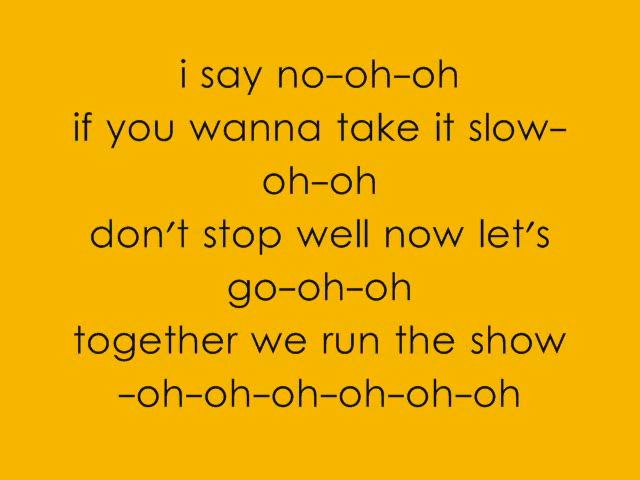 i say no-oh-oh
if you wanna take it slow-
oh-oh
don't stop well now let's
go-oh-oh
together we run the show
-oh-oh-oh-oh-oh-oh